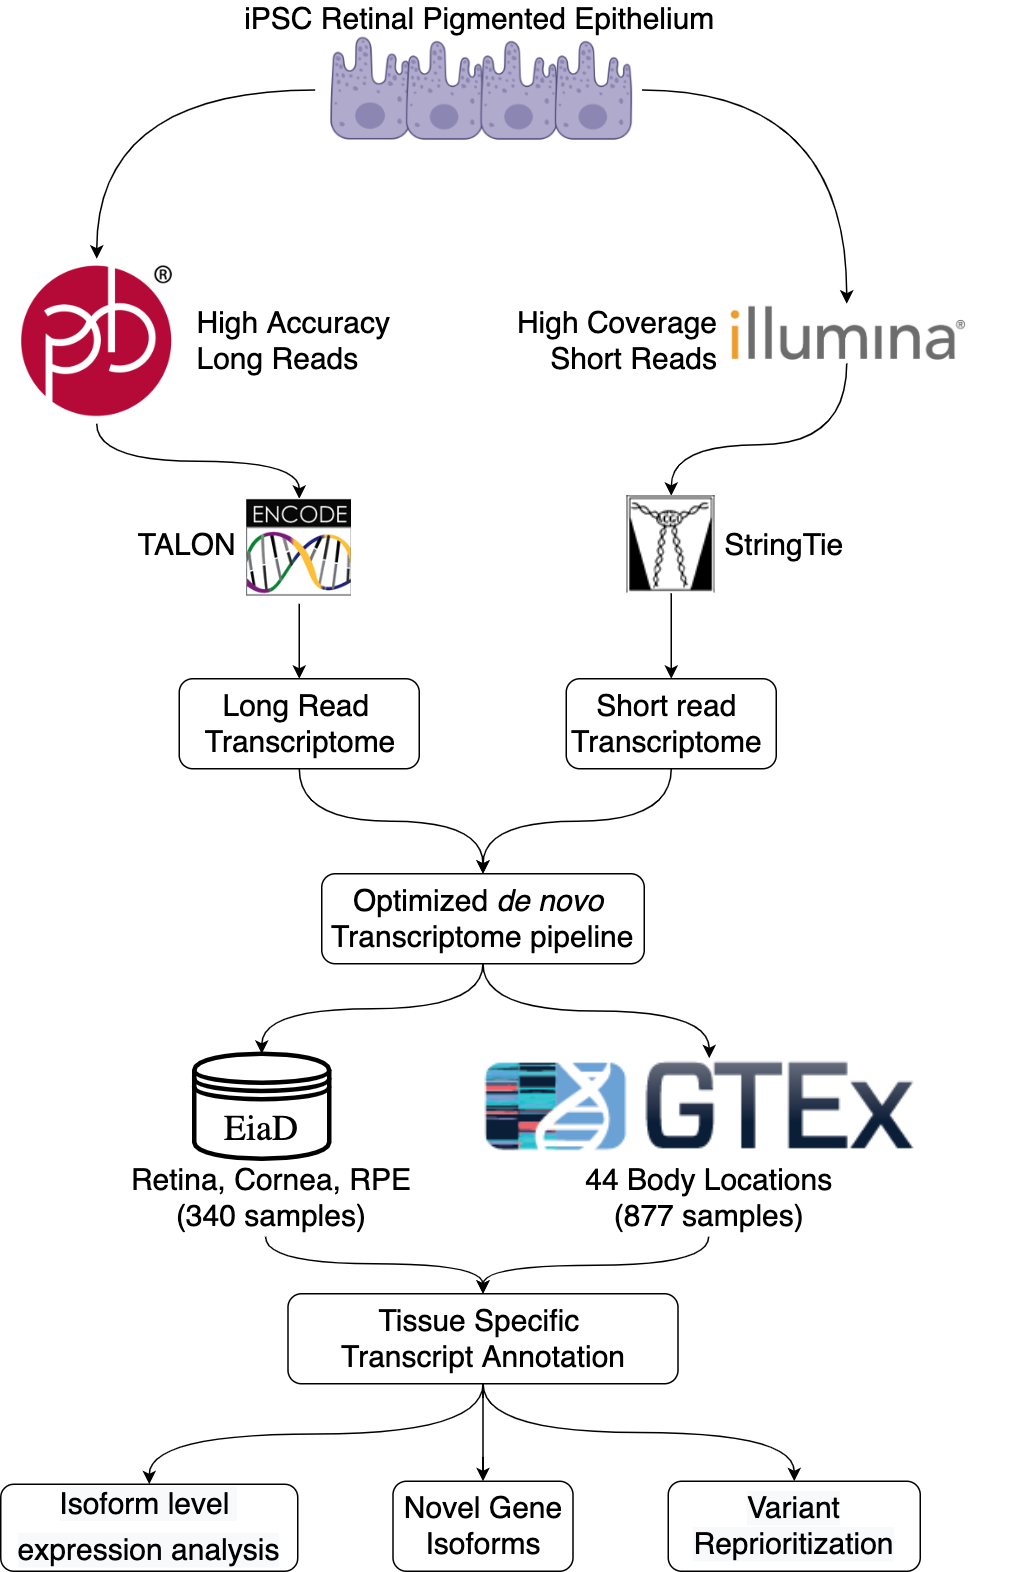 iPSC Retinal Pigmented Epithelium
pb®
High Accuracy
Long Reads
High Coverage
Short Reads
illumina®
TALON
ENCODE
StringTie
Long Read
Transcriptome
Short read
Transcriptome
Optimized de novo
Transcriptome pipeline
EiaD
GTEx
Retina, Cornea, RPE
(340 samples)
44 Body Locations
(877 samples)
Tissue Specific
Transcript Annotation
Isoform level
expression analysis
Novel Gene
Isoforms
Variant
Reprioritization